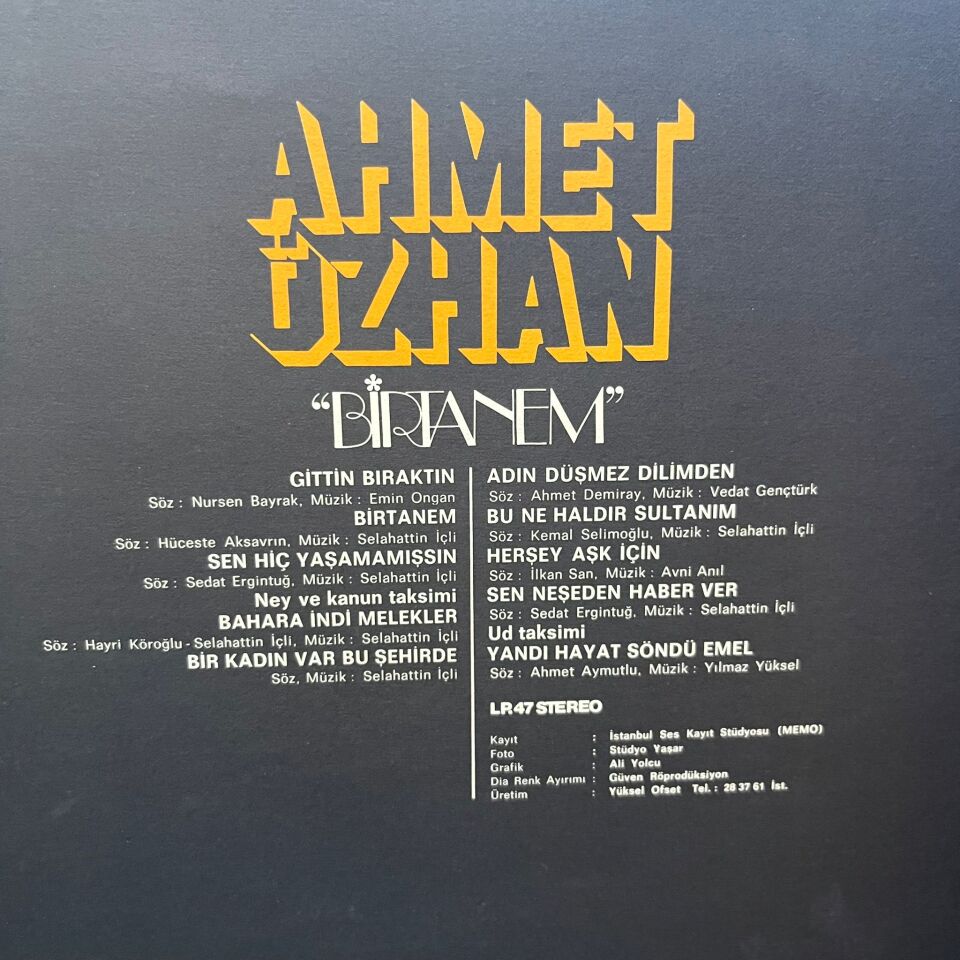 AHMET
ÖZHAN
“BİRTANEM”
GİTTİN BIRAKTIN
Söz : Nursen Bayrak, Müzik : Emin Ongan
BİRTANEM
Söz : Hüceste Aksavrın, Müzik : Selahattin İçli
SEN HİÇ YAŞAMAMIŞSIN
Söz : Sedat Ergintuğ, Müzik : Selahattin İçli
Ney ve kanun taksimi
BAHARA İNDİ MELEKLER
Söz : Hayri Köroğlu - Selahattin İçli, Müzik : Selahattin İçli
BİR KADIN VAR BU ŞEHİRDE
Söz, Müzik : Selahattin İçli
ADIN DÜŞMEZ DİLİMDEN
Söz : Ahmet Demiray, Müzik : Vedat Gençtürk
BU NE HALDIR SULTANIM
Söz : Kemal Selimoğlu, Müzik : Selahattin İçli
HERŞEY AŞK İÇİN
Söz : İlkan San, Müzik : Avni Anıl
SEN NEŞEDEN HABER VER
Söz : Sedat Ergintuğ, Müzik : Selahattin İçli
Ud taksimi
YANDI HAYAT SÖNDÜ EMEL
Söz : Ahmet Aymutlu, Müzik : Yılmaz Yüksel
LP.47 STEREO
Kayıt : İstanbul Ses Kayıt Stüdyosu (MEMO)
Foto : Stüdyo Yaşar
Grafik : Ali Yolcu
Dia Renk Ayırımı : Güven Röprodüksiyon
Üretim : Yüksel Ofset Tel. : 28 37 61 İst.